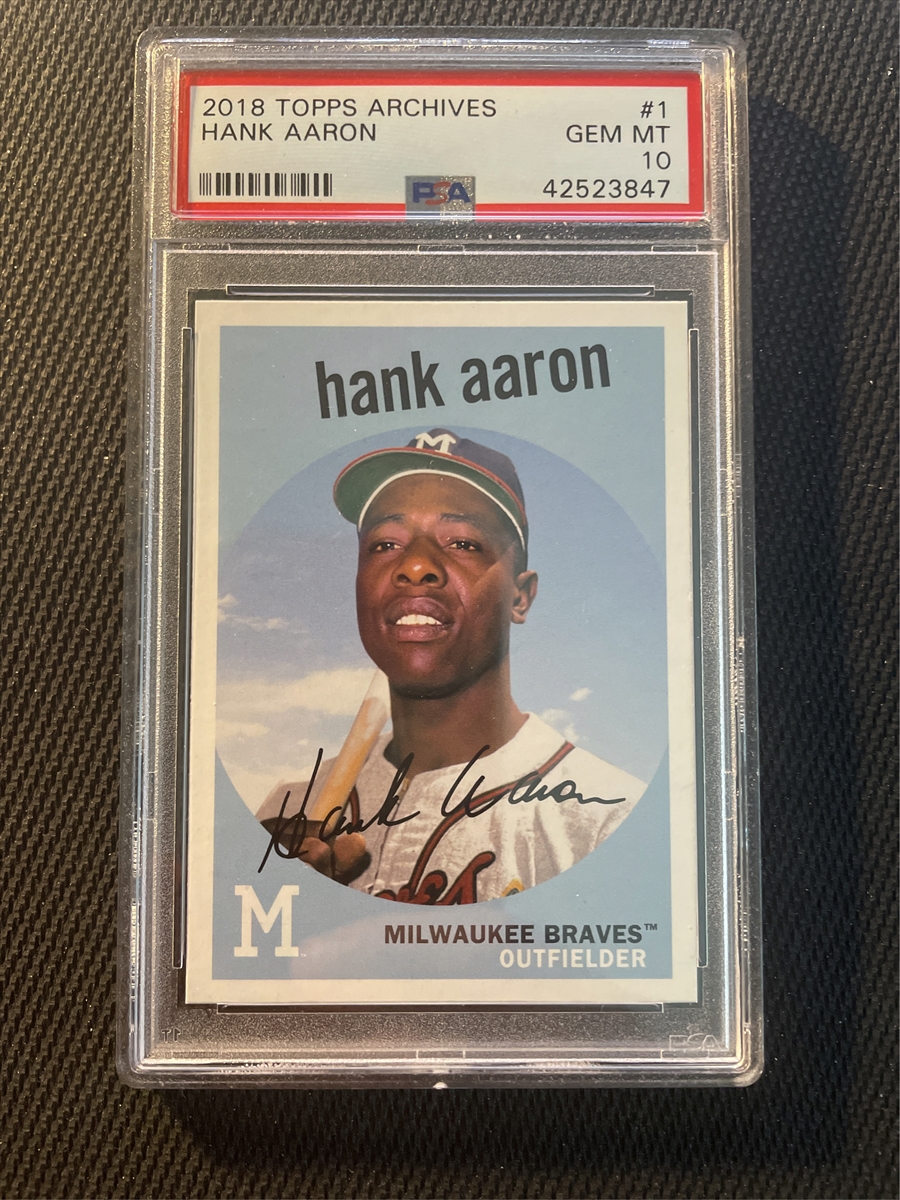 2018 TOPPS ARCHIVES #1
HANK AARON GEM MT
10
PSA 42523847
hank aaron
M
Hank Aaron
M
MILWAUKEE BRAVES™
OUTFIELDER
PSA